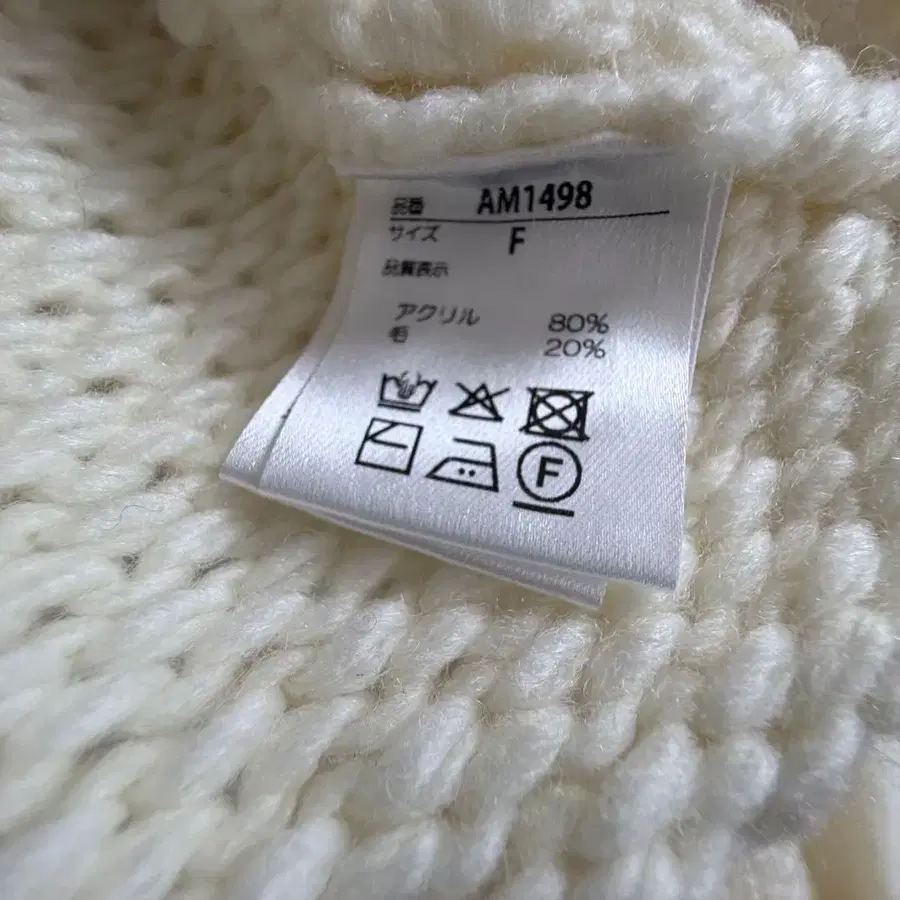 品番 AM1498
サイズ F
品質表示
アクリル 80%
毛 20%
F